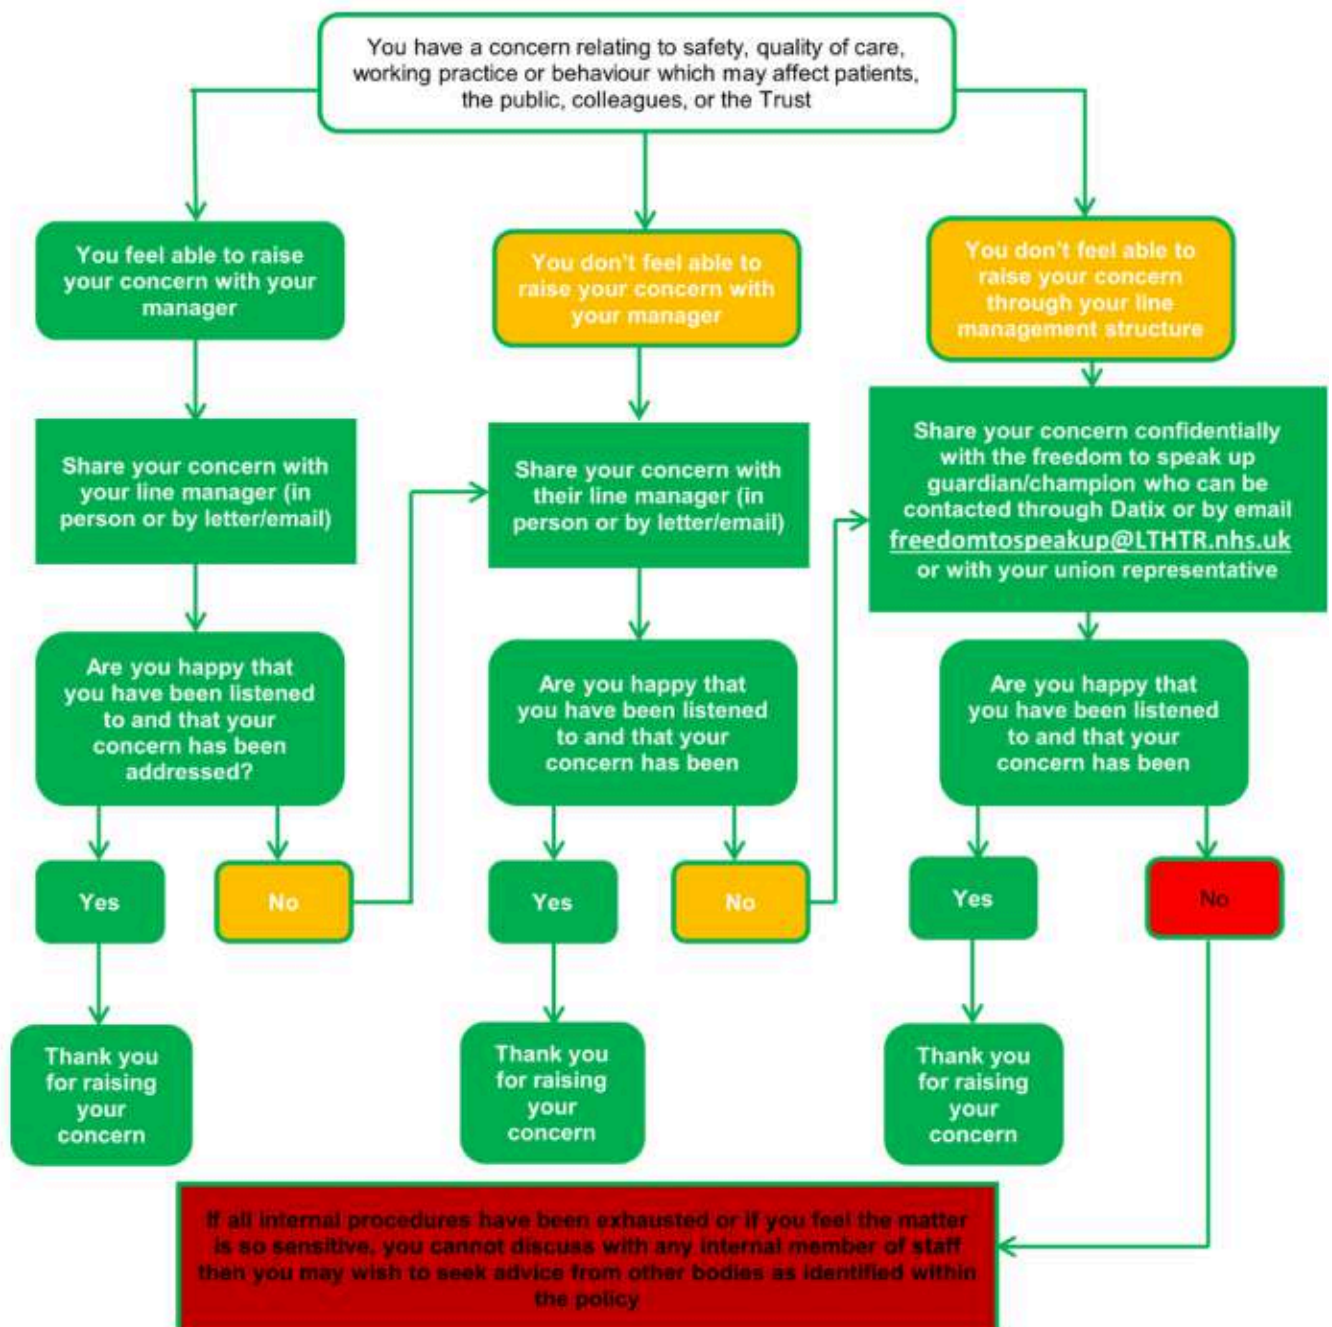 You have a concern relating to safety, quality of care,
working practice or behaviour which may affect patients,
the public, colleagues, or the Trust
You feel able to raise
your concern with your
manager
You don't feel able to
raise your concern with
your manager
You don't feel able to
raise your concern
through your line
management structure
Share your concern with
your line manager (in
person or by letter/email)
Share your concern with
their line manager (in
person or by letter/email)
Share your concern confidentially
with the freedom to speak up
guardian/champion who can be
contacted through Datix or by email
freedomtospeakup@LTHTR.nhs.uk
or with your union representative
Are you happy that
you have been listened
to and that your
concern has been
addressed?
Are you happy that
you have been listened
to and that your
concern has been
Are you happy that
you have been listened
to and that your
concern has been
Yes
No
Yes
No
Yes
No
Thank you
for raising
your
concern
Thank you
for raising
your
concern
Thank you
for raising
your
concern
If all internal procedures have been exhausted or if you feel the matter
is so sensitive, you cannot discuss with any internal member of staff
then you may wish to seek advice from other bodies as identified within
the policy